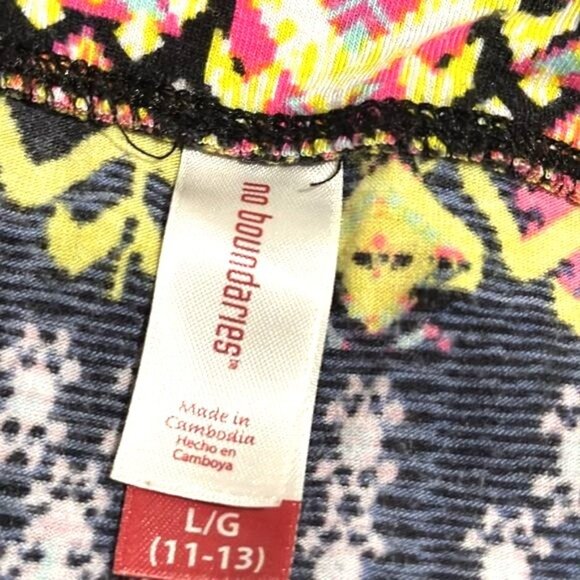 no boundaries™
Made in
Cambodia
Hecho en
Camboya
L/G
(11-13)